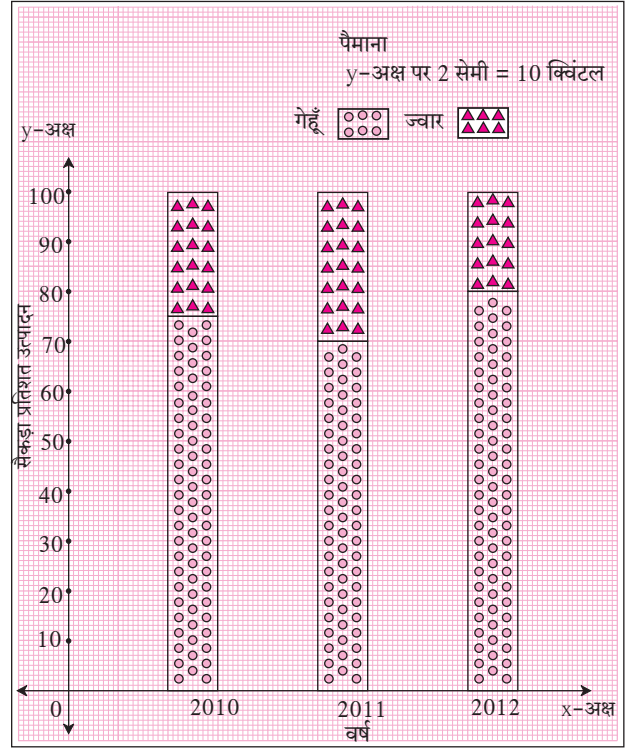 पैमाना
y-अक्ष पर 2 सेमी = 10 क्विंटल
गेहूँ ज्वार
y-अक्ष
100
90
80
70
60
50
40
30
20
10
0
सैकड़ा प्रतिशत उत्पादन
2010 2011 2012 x-अक्ष
वर्ष